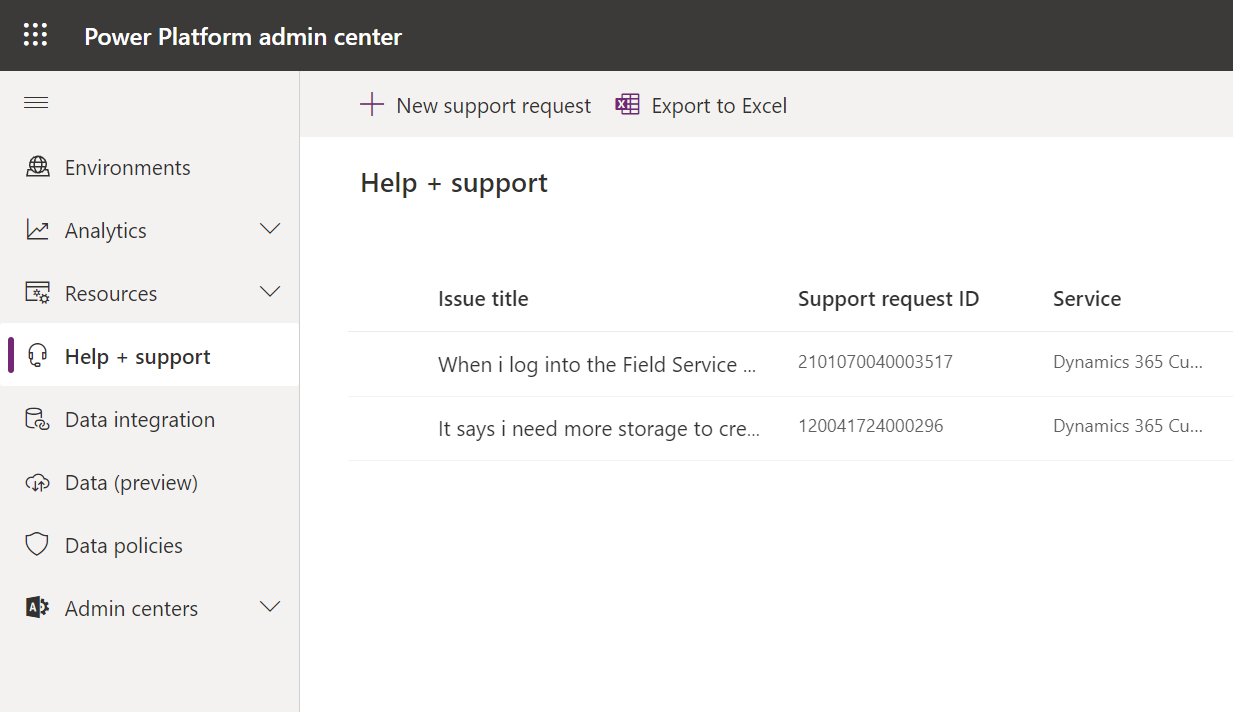 Power Platform admin center
New support request Export to Excel
Environments
Analytics
Resources
Help + support
Data integration
Data (preview)
Data policies
Admin centers
Help + support
Issue title Support request ID Service
When i log into the Field Service ... 2101070040003517 Dynamics 365 Cu...
It says i need more storage to cre... 120041724000296 Dynamics 365 Cu...